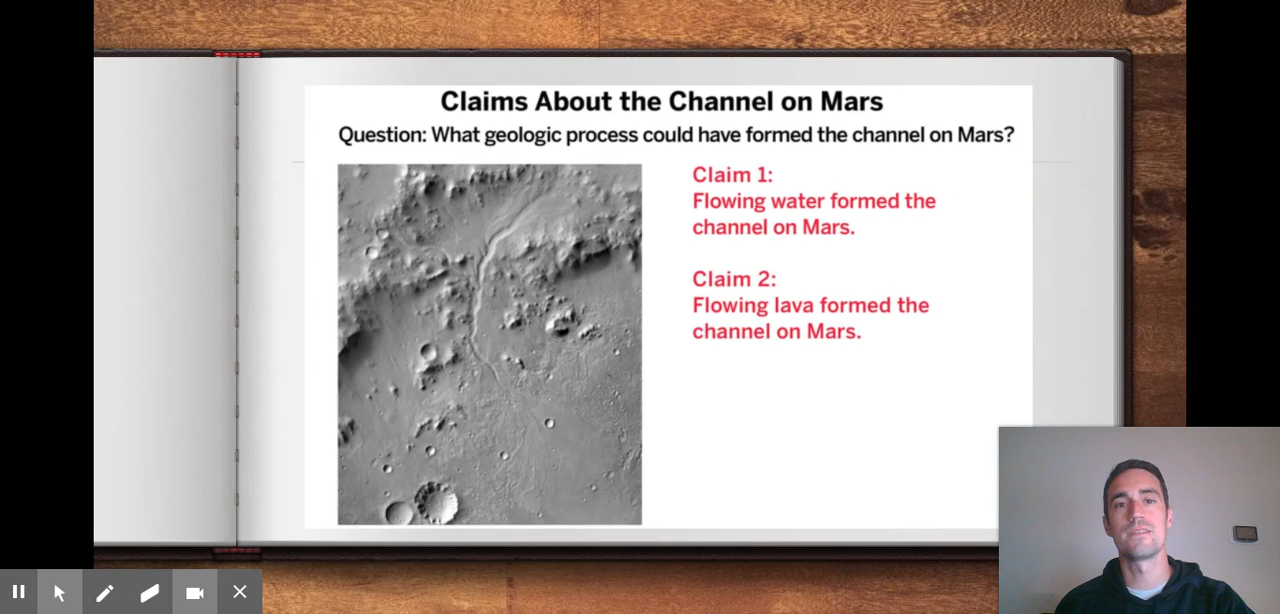 Claims About the Channel on Mars
Question: What geologic process could have formed the channel on Mars?
Claim 1:
Flowing water formed the
channel on Mars.
Claim 2:
Flowing lava formed the
channel on Mars.